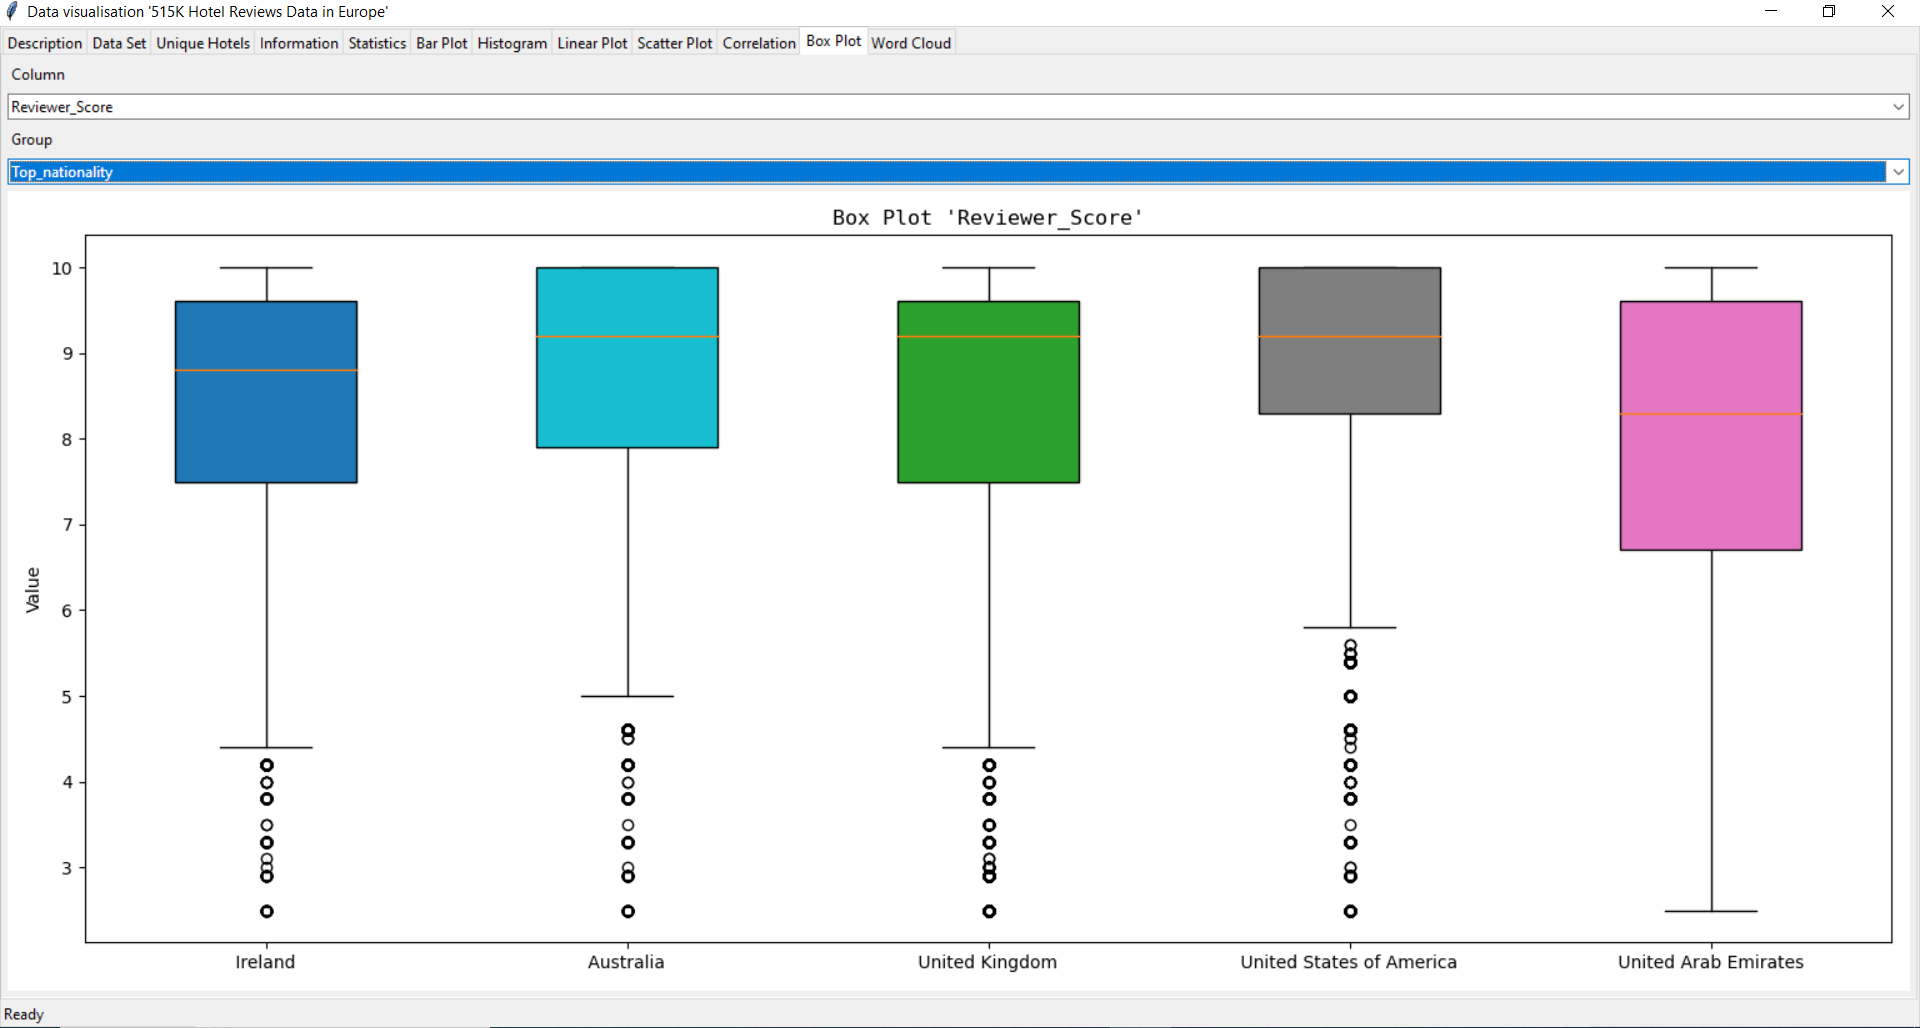 Data visualisation '515K Hotel Reviews Data in Europe'
Description Data Set Unique Hotels Information Statistics Bar Plot Histogram Linear Plot Scatter Plot Correlation Box Plot Word Cloud
Column
Reviewer_Score
Group
Top_nationality
Box Plot 'Reviewer_Score'
10
9
8
7
6
5
4
3
Value
Ireland Australia United Kingdom United States of America United Arab Emirates
Ready